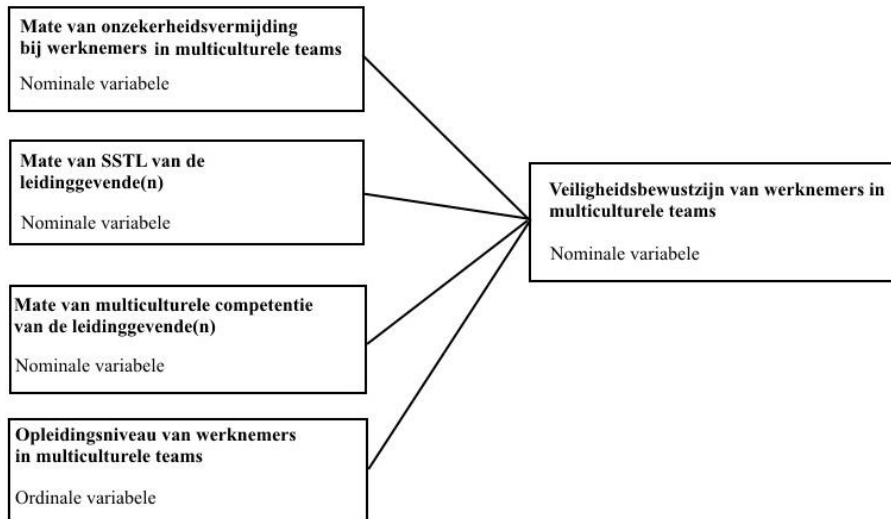 Mate van onzekerheidsvermijding
bij werknemers in multiculturele teams
Nominale variabele
Mate van SSTL van de
leidinggevende(n)
Nominale variabele
Mate van multiculturele competentie
van de leidinggevende(n)
Nominale variabele
Opleidingsniveau van werknemers
in multiculturele teams
Ordinale variabele
Veiligheidsbewustzijn van werknemers in
multiculturele teams
Nominale variabele